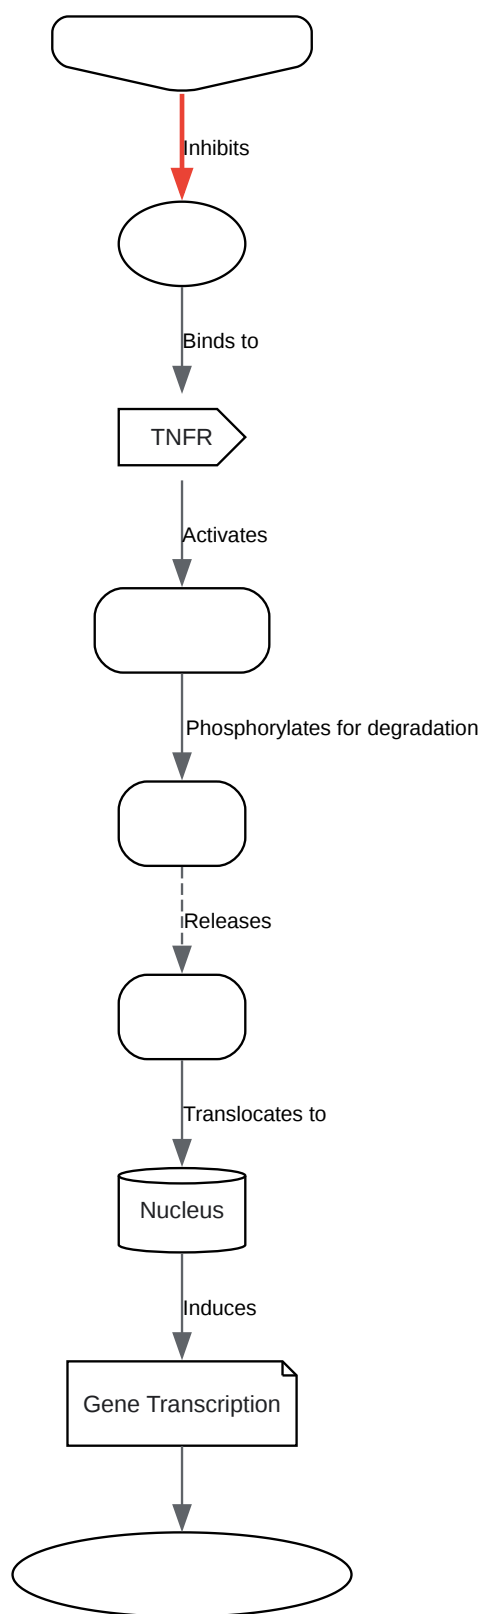 Inhibits
Binds to
TNFR
Activates
Phosphorylates for degradation
Releases
Translocates to
Nucleus
Induces
Gene Transcription